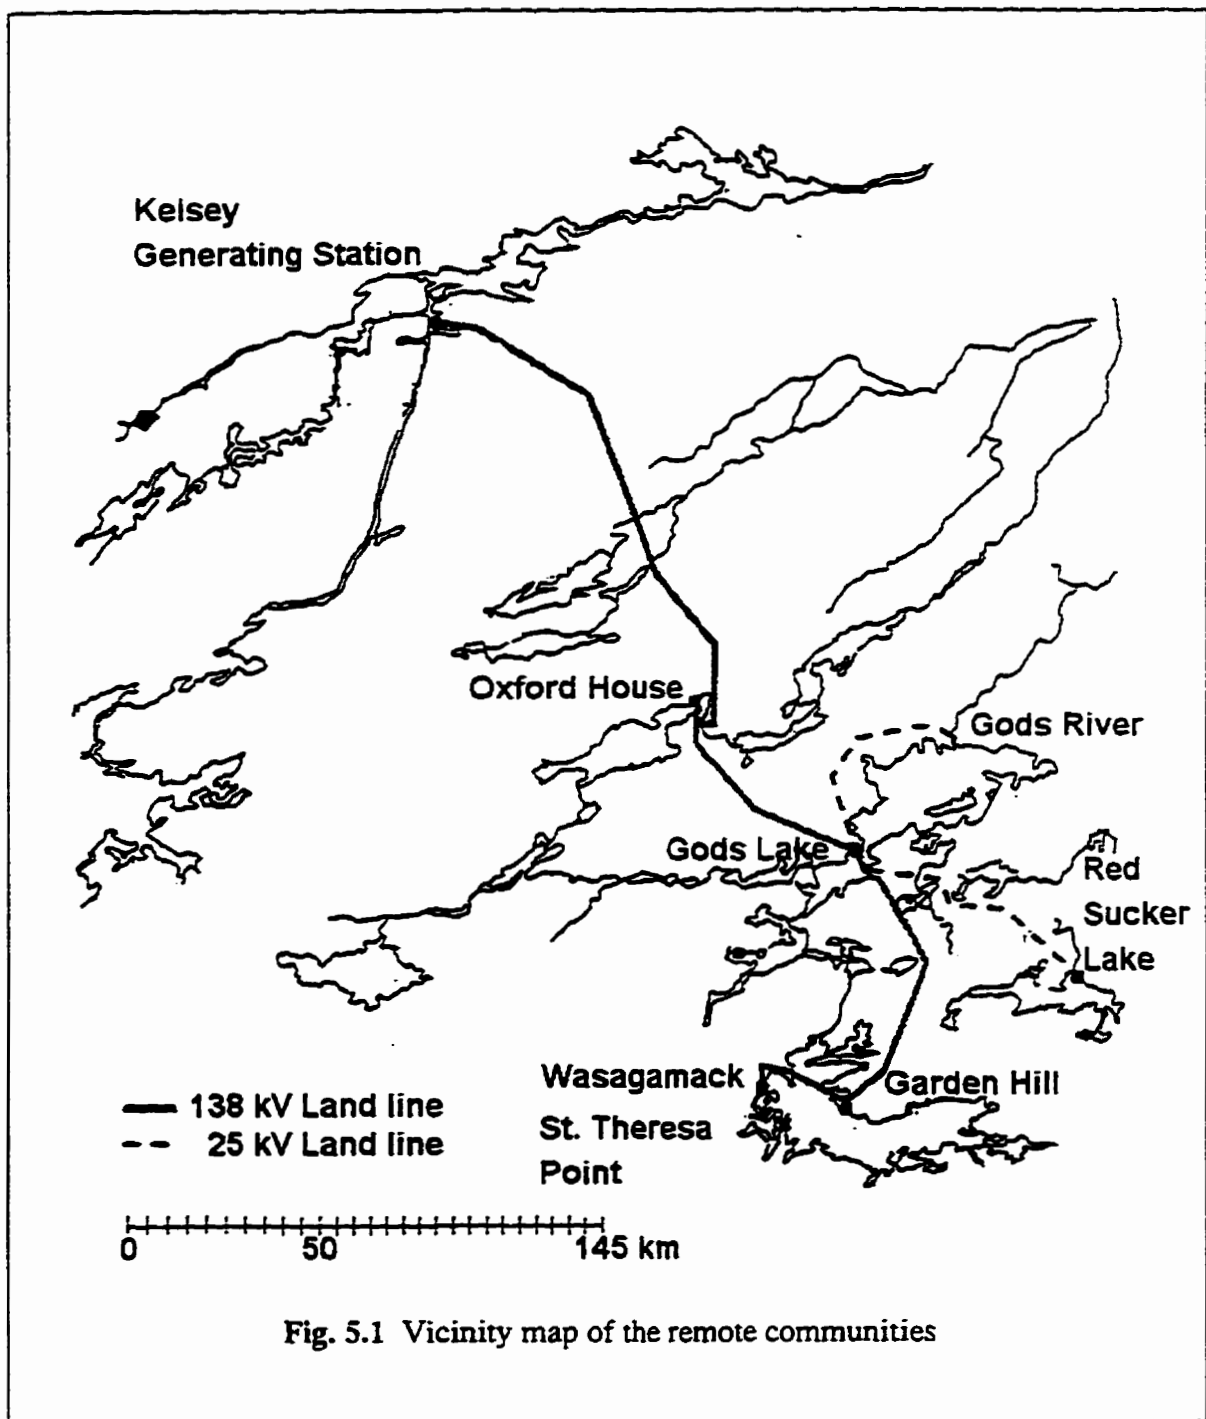 Kelsey
Generating Station
Oxford House
Gods River
Gods Lake
Red
Sucker
Lake
Wasagamack
Garden Hill
St. Theresa
Point
138 kV Land line
25 kV Land line
0 50 145 km
Fig. 5.1 Vicinity map of the remote communities